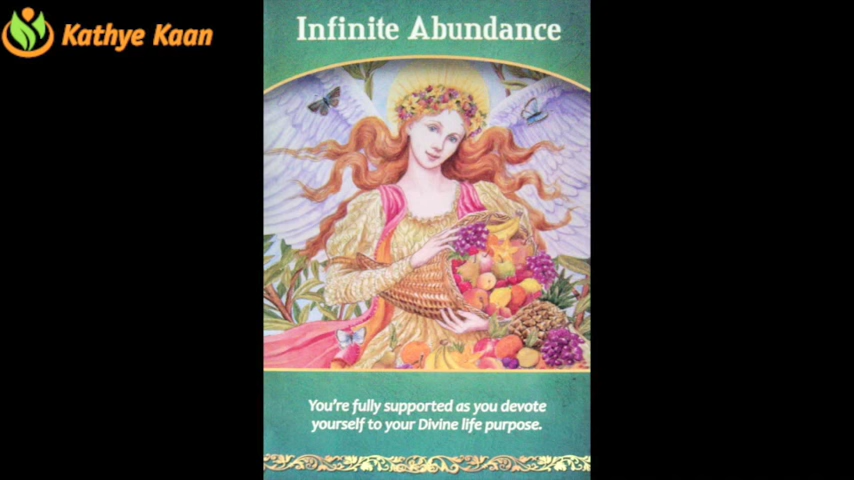 Kathye Kaan
Infinite Abundance
You're fully supported as you devote
yourself to your Divine life purpose.